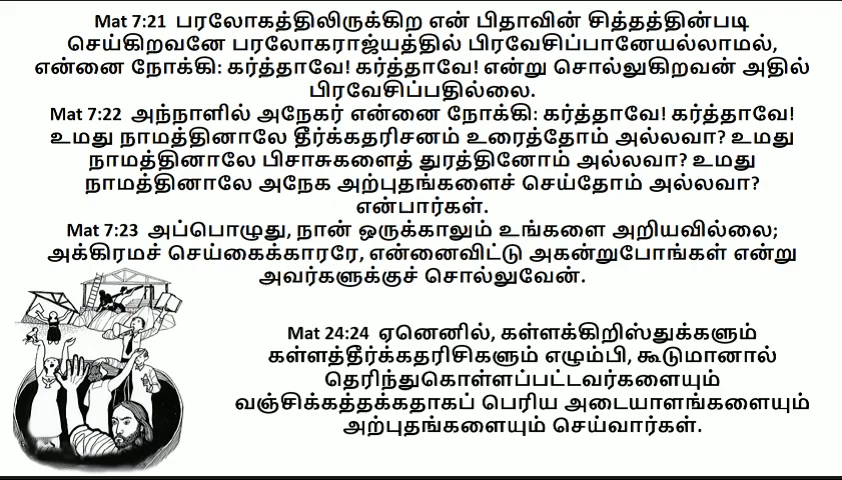 Mat 7:21 பரலோகத்திலிருக்கிற என் பிதாவின் சித்தத்தின்படி
செய்கிறவனே பரலோகராஜ்யத்தில் பிரவேசிப்பானேயல்லாமல்,
என்னை நோக்கி: கர்த்தாவே! கர்த்தாவே! என்று சொல்லுகிறவன் அதில்
பிரவேசிப்பதில்லை.
Mat 7:22 அந்நாளில் அநேகர் என்னை நோக்கி: கர்த்தாவே! கர்த்தாவே!
உமது நாமத்தினாலே தீர்க்கதரிசனம் உரைத்தோம் அல்லவா? உமது
நாமத்தினாலே பிசாசுகளைத் துரத்தினோம் அல்லவா? உமது
நாமத்தினாலே அநேக அற்புதங்களைச் செய்தோம் அல்லவா?
என்பார்கள்.
Mat 7:23 அப்பொழுது, நான் ஒருக்காலும் உங்களை அறியவில்லை;
அக்கிரமச் செய்கைக்காரரே, என்னைவிட்டு அகன்றுபோங்கள் என்று
அவர்களுக்குச் சொல்லுவேன்.
Mat 24:24 ஏனெனில், கள்ளக்கிறிஸ்துக்களும்
கள்ளத்தீர்க்கதரிசிகளும் எழும்பி, கூடுமானால்
தெரிந்துகொள்ளப்பட்டவர்களையும்
வஞ்சிக்கத்தக்கதாகப் பெரிய அடையாளங்களையும்
அற்புதங்களையும் செய்வார்கள்.